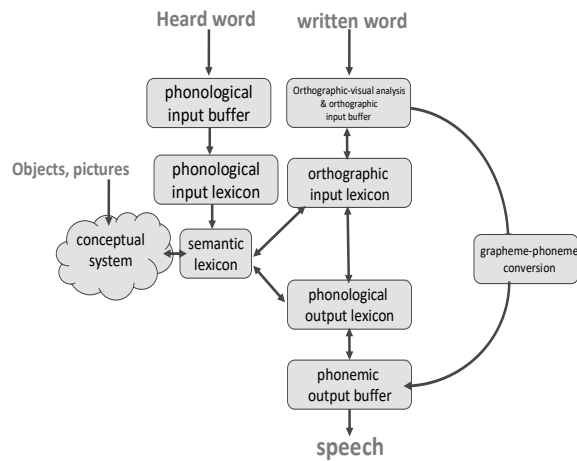 Heard word
written word
phonological
input buffer
Orthographic-visual analysis
& orthographic
input buffer
Objects, pictures
phonological
input lexicon
orthographic
input lexicon
conceptual
system
semantic
lexicon
grapheme-phoneme
conversion
phonological
output lexicon
phonemic
output buffer
speech